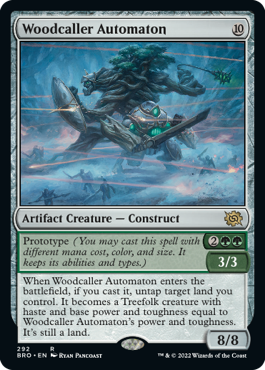 Woodcaller Automaton 10
Artifact Creature — Construct
Prototype (You may cast this spell with 2
different mana cost, color, and size. It
keeps its abilities and types.) 3/3
When Woodcaller Automaton enters the
battlefield, if you cast it, untap target land
you control. It becomes a Treefolk creature with
haste and base power and toughness equal to
Woodcaller Automaton's power and toughness.
It's still a land.
8/8
292 R
BRO • EN RYAN PANCOAST ™ & © 2022 Wizards of the Coast